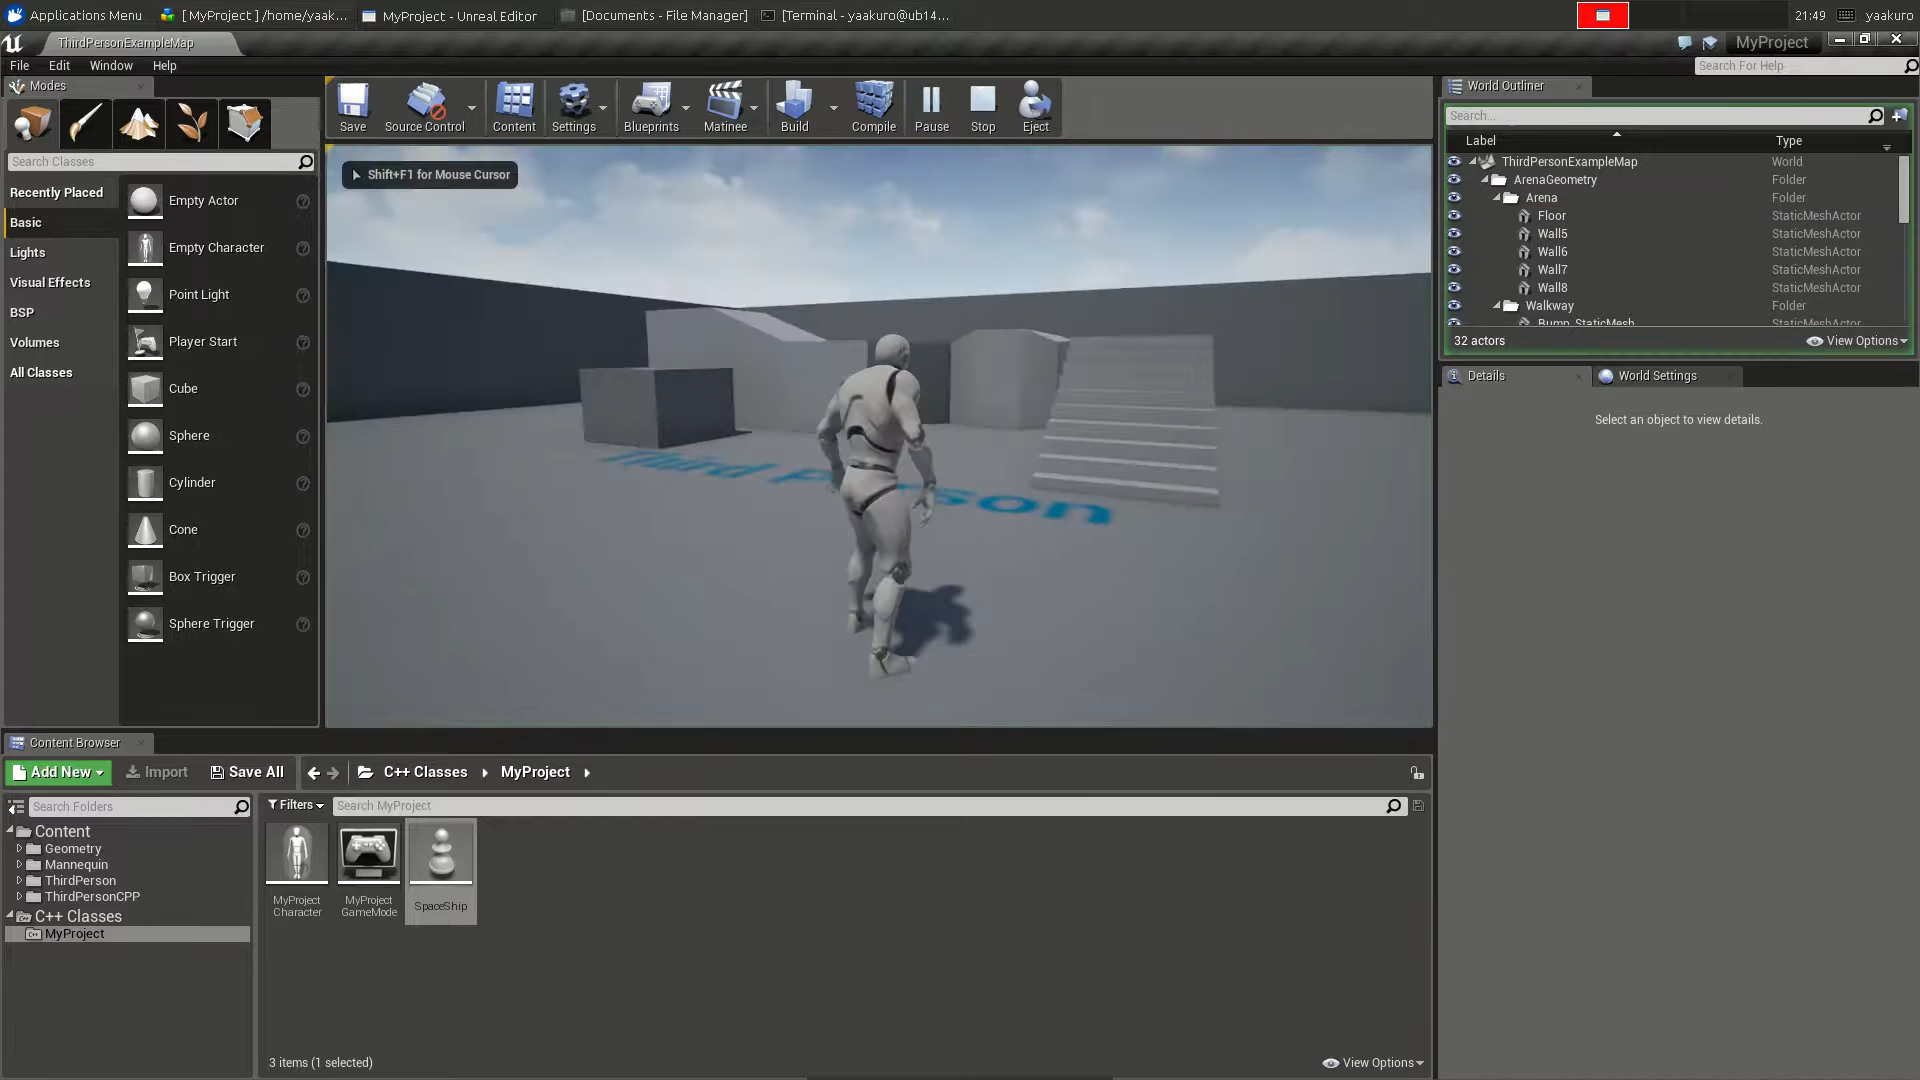 Applications Menu
[ MyProject ] /home/yaak...
MyProject - Unreal Editor
[Documents - File Manager]
[Terminal - yaakuro@ub14...
21:49
yaakuro
ThirdPersonExampleMap
MyProject
File
Edit
Window
Help
Search For Help
Modes
Search Classes
Recently Placed
Basic
Lights
Visual Effects
BSP
Volumes
All Classes
Empty Actor
Empty Character
Point Light
Player Start
Cube
Sphere
Cylinder
Cone
Box Trigger
Sphere Trigger
Save
Source Control
Content
Settings
Blueprints
Matinee
Build
Compile
Pause
Stop
Eject
Shift+F1 for Mouse Cursor
Third Person
World Outliner
Search...
Label
Type
ThirdPersonExampleMap
World
ArenaGeometry
Folder
Arena
Folder
Floor
StaticMeshActor
Wall5
StaticMeshActor
Wall6
StaticMeshActor
Wall7
StaticMeshActor
Wall8
StaticMeshActor
Walkway
Folder
Bump_StaticMesh
StaticMeshActor
32 actors
View Options
Details
World Settings
Select an object to view details.
Content Browser
Add New
Import
Save All
C++ Classes
MyProject
Search Folders
Content
Geometry
Mannequin
ThirdPerson
ThirdPersonCPP
C++ Classes
MyProject
Filters
Search MyProject
MyProject
Character
MyProject
GameMode
SpaceShip
3 items (1 selected)
View Options